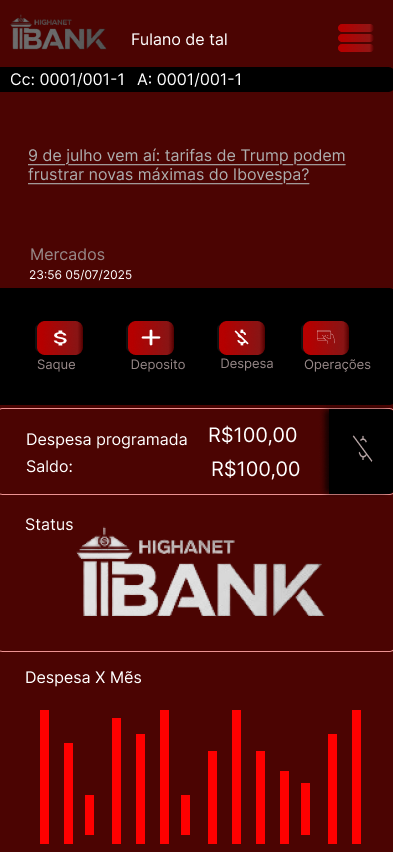 HIGHANET
BANK
Fulano de tal
Cc: 0001/001-1 A: 0001/001-1
9 de julho vem aí: tarifas de Trump podem
frustrar novas máximas do Ibovespa?
Mercados
23:56 05/07/2025
Saque
Deposito
Despesa
Operações
Despesa programada R$100,00
Saldo: R$100,00
Status
HIGHANET
BANK
Despesa X Mẽs